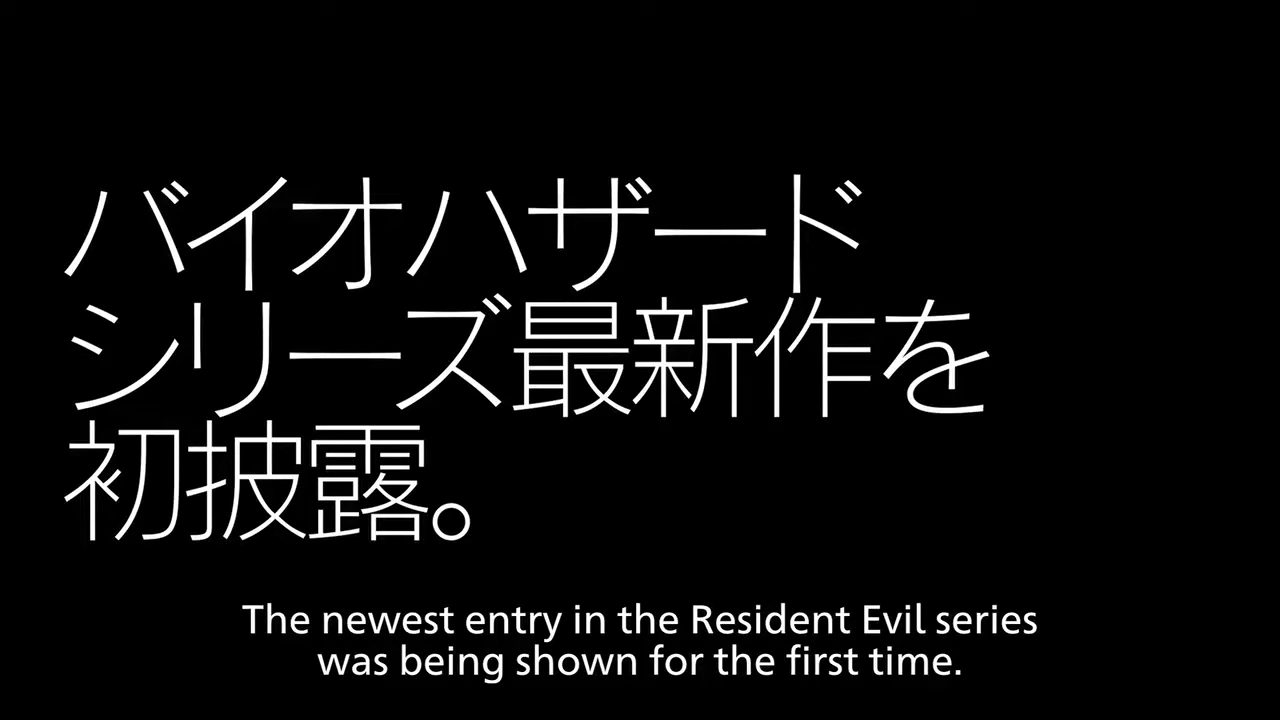 バイオハザード
シリーズ最新作を
初披露。
The newest entry in the Resident Evil series
was being shown for the first time.